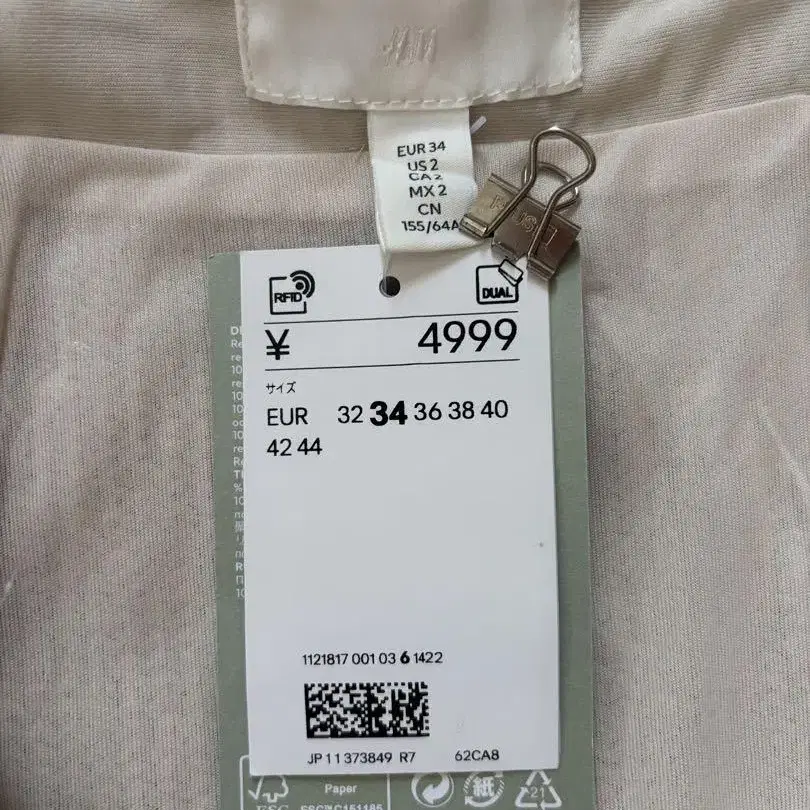 H&M
EUR 34
US 2
CA 2
MX 2
CN
155/64A
RFID
DUAL
¥ 4999
サイズ
EUR 32 34 36 38 40
42 44
1121817 001 03 6 1422
JP 11 373849 R7 62CA8
Paper
紙
21